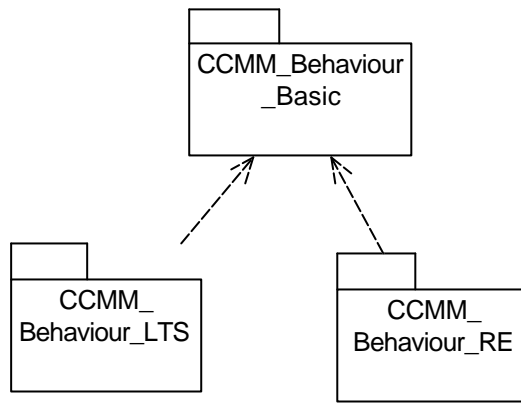 CCMM_Behaviour
_Basic
CCMM_
Behaviour_LTS
CCMM_
Behaviour_RE